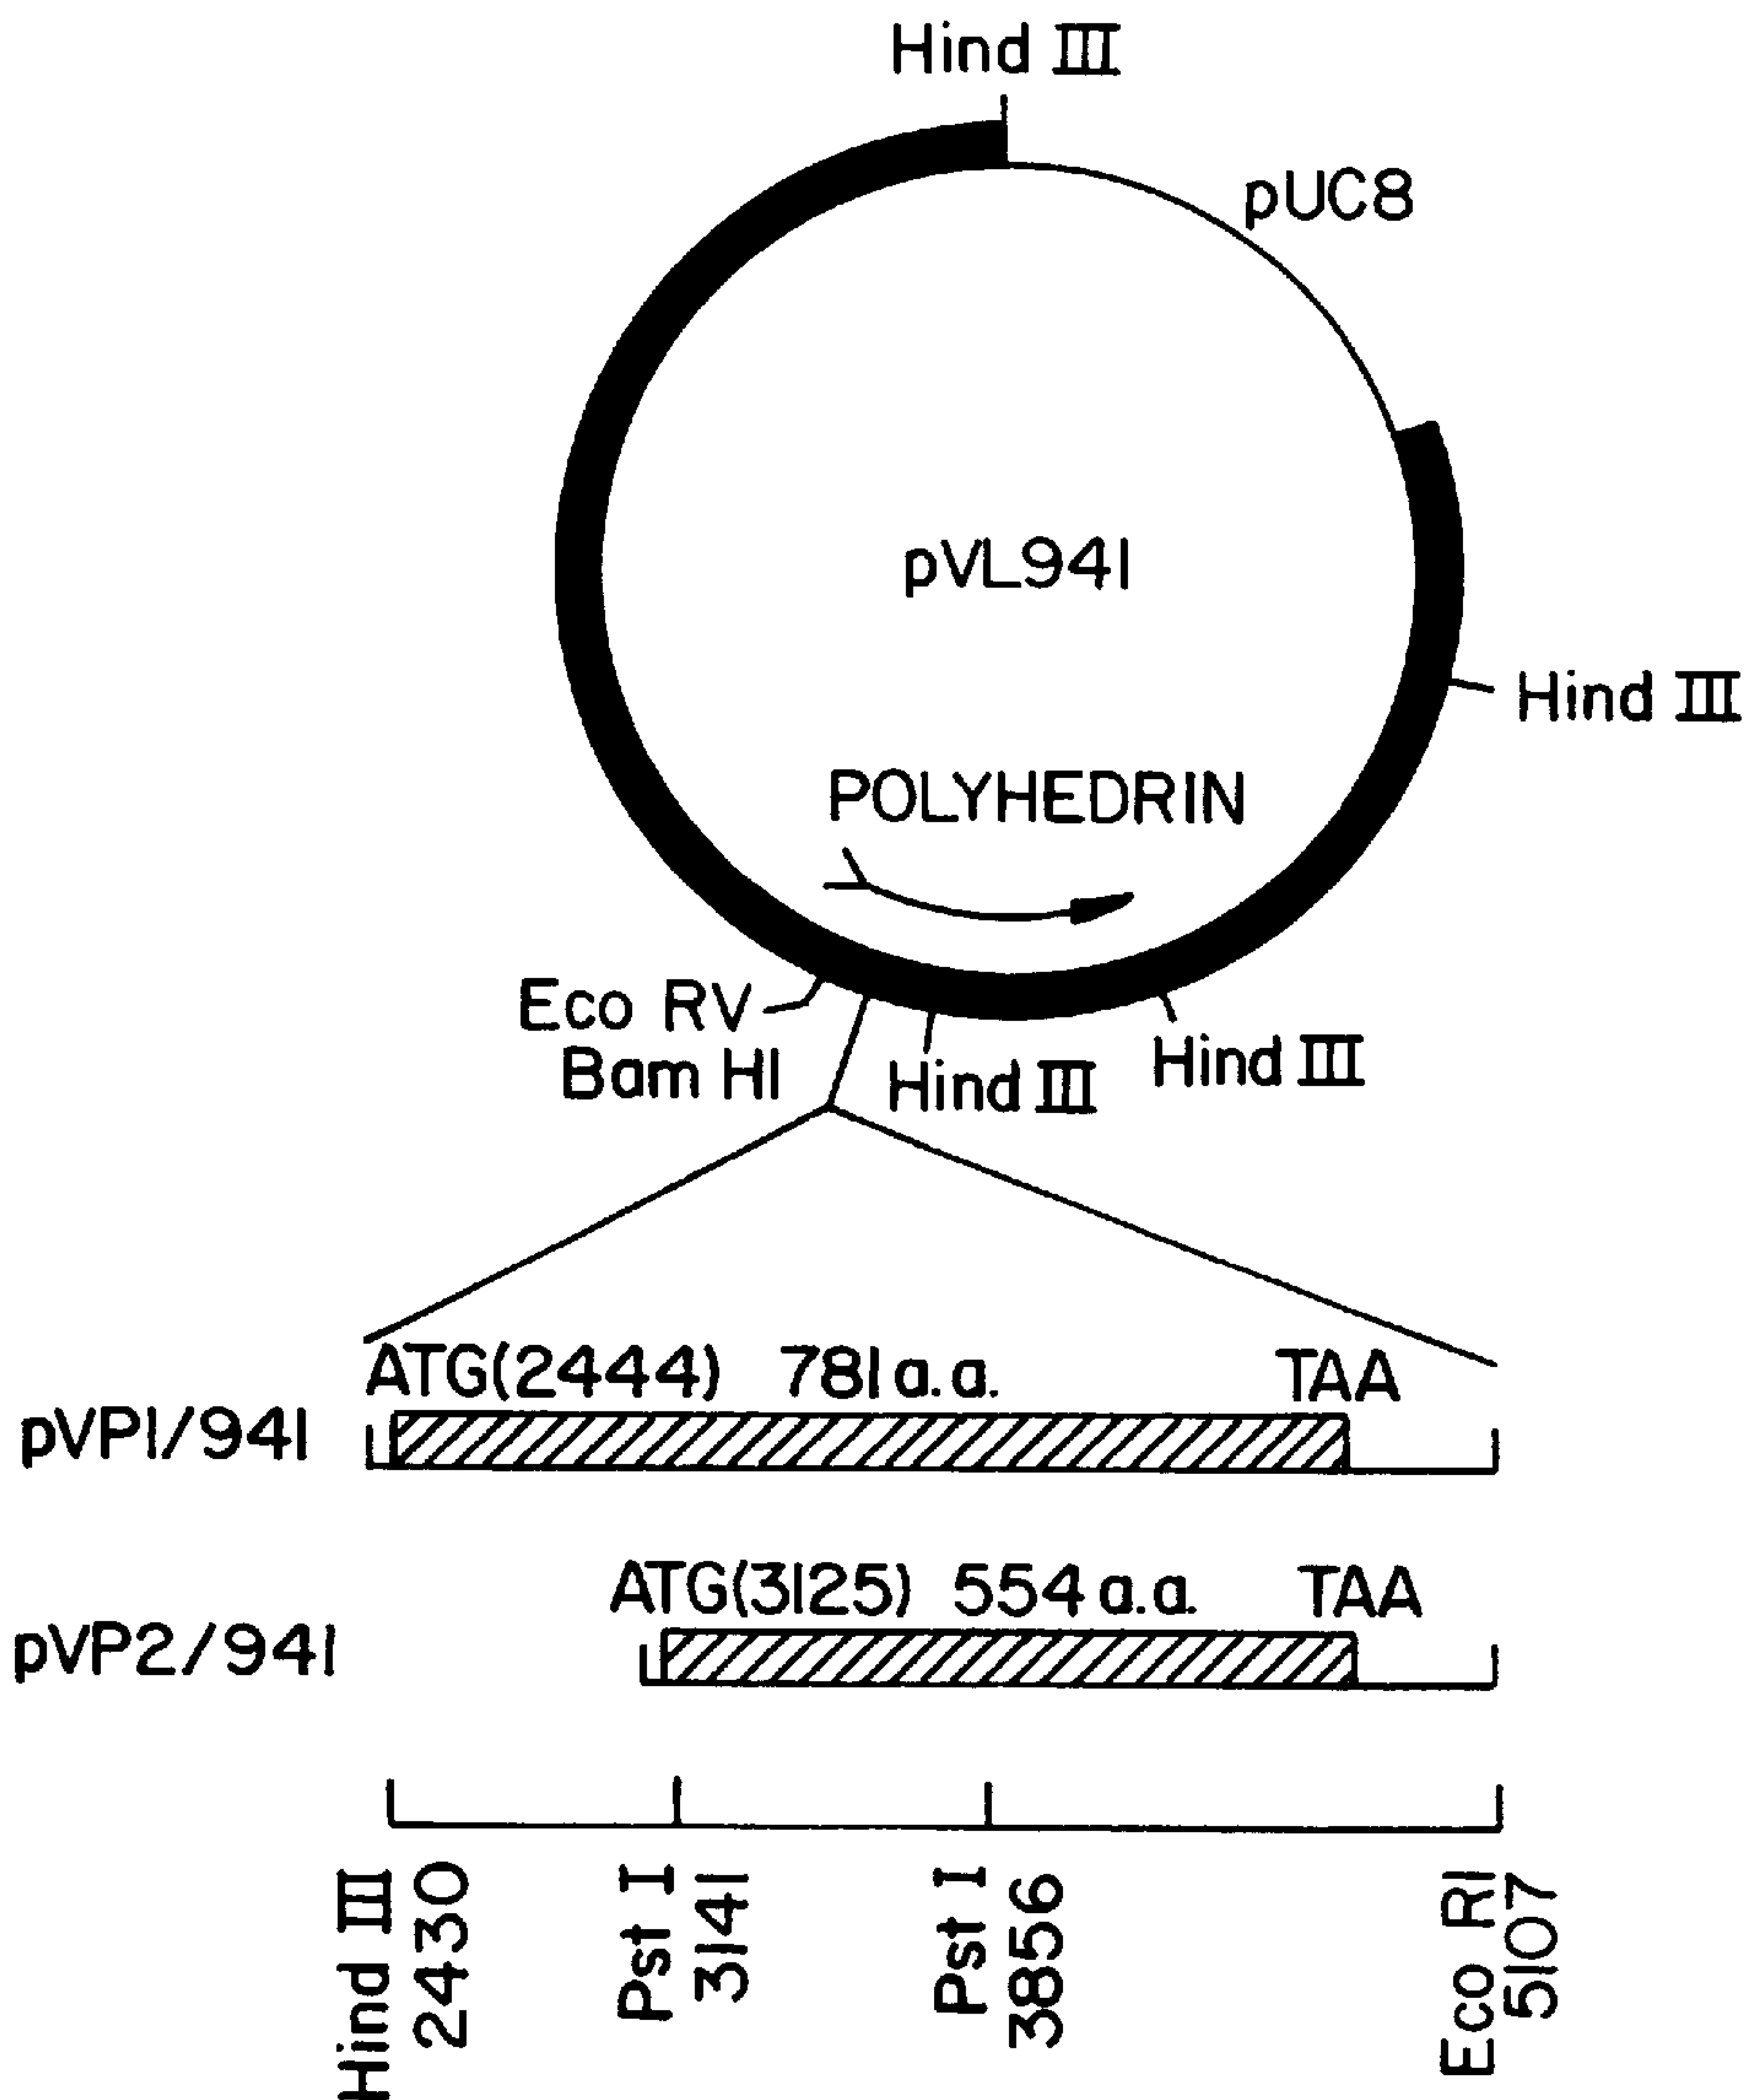 Hind III
pUC8
pVL941
Hind III
POLYHEDRIN
Eco RV
Bam HI
Hind III
Hind III
ATG(2444) 781 a.a. TAA
pVP1/941
ATG(3125) 554 a.a. TAA
pVP2/941
Hind III
2430
Pst I
3141
Pst I
3856
Eco RI
5107